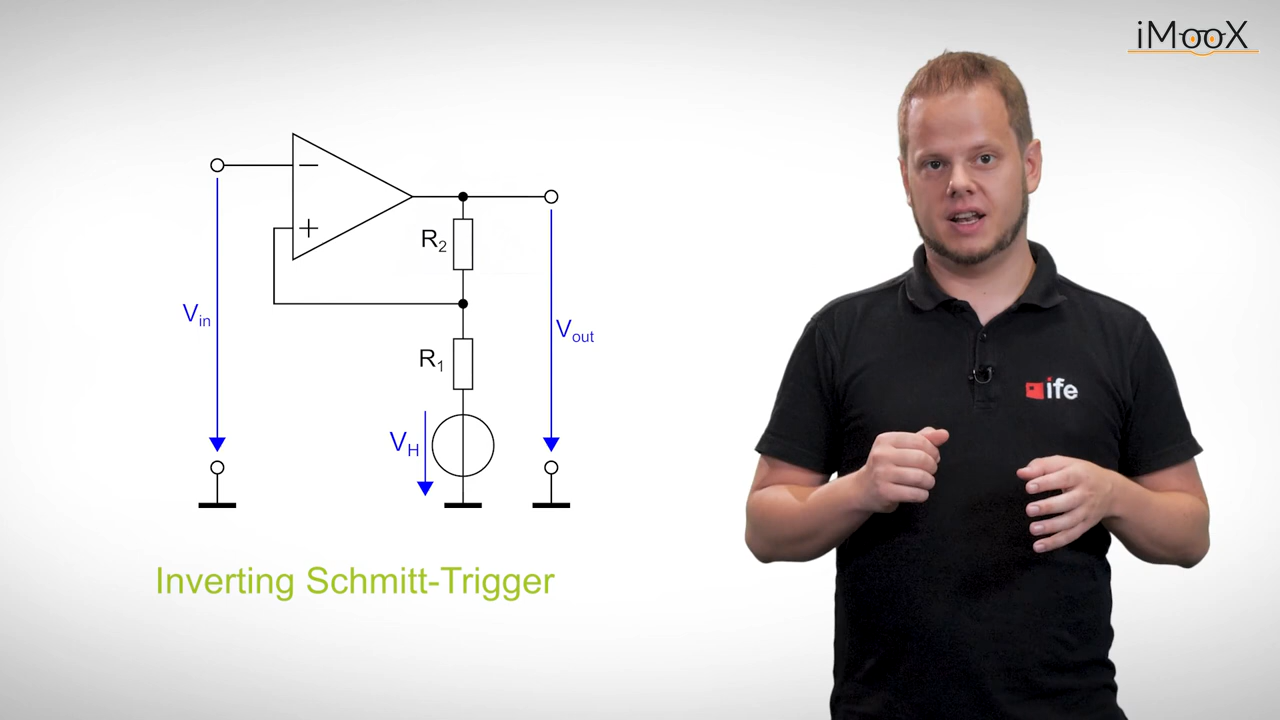 iMooX
−
+
R2
Vin
Vout
R1
VH
ife
Inverting Schmitt-Trigger